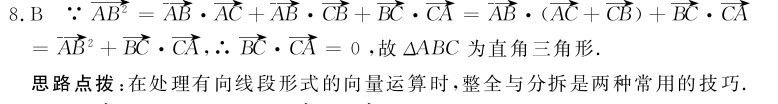 8. B ∵ $\overrightarrow{AB}^2 = \overrightarrow{AB} \cdot \overrightarrow{AC} + \overrightarrow{AB} \cdot \overrightarrow{CB} + \overrightarrow{BC} \cdot \overrightarrow{CA} = \overrightarrow{AB} \cdot (\overrightarrow{AC} + \overrightarrow{CB}) + \overrightarrow{BC} \cdot \overrightarrow{CA}$
$= \overrightarrow{AB}^2 + \overrightarrow{BC} \cdot \overrightarrow{CA}$,∴ $\overrightarrow{BC} \cdot \overrightarrow{CA} = 0$ ,故 △ABC 为直角三角形.
思路点拨:在处理有向线段形式的向量运算时,整全与分拆是两种常用的技巧.